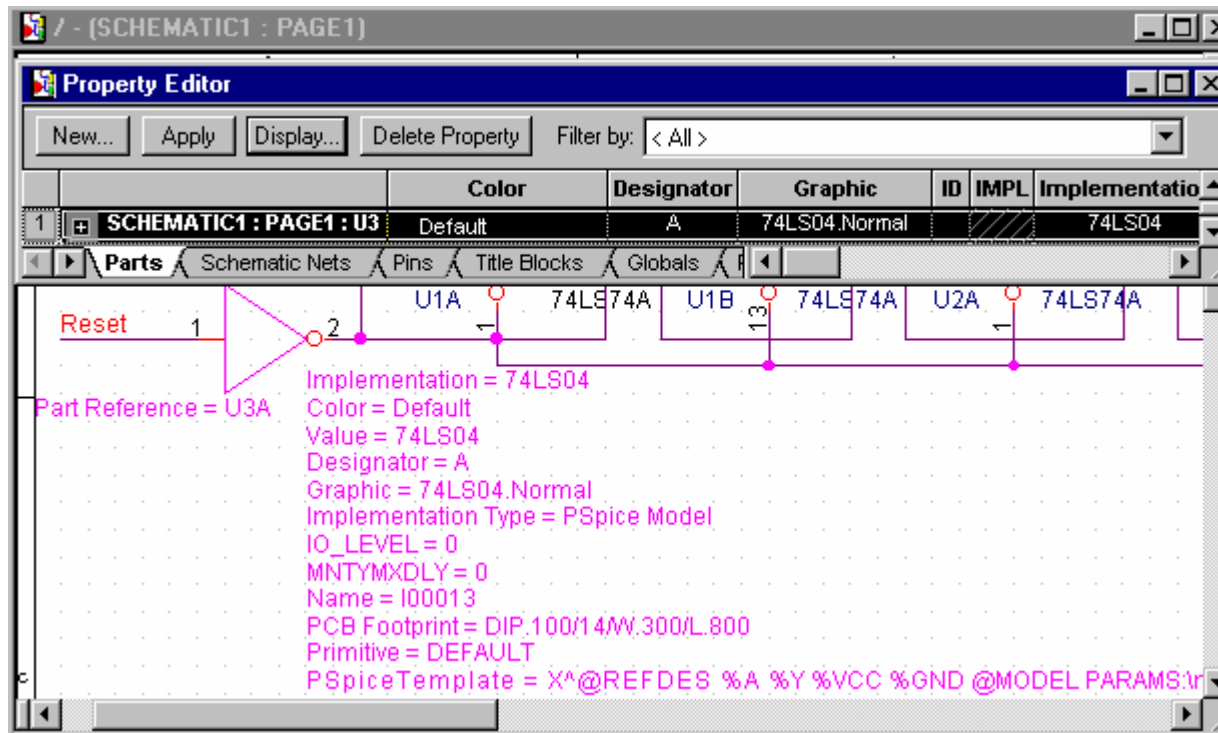 / - (SCHEMATIC1 : PAGE1)
Property Editor
New... Apply Display... Delete Property Filter by: < All >
Color Designator Graphic ID IMPL Implementatio
1 SCHEMATIC1 : PAGE1 : U3 Default A 74LS04.Normal 74LS04
Parts Schematic Nets Pins Title Blocks Globals
U1A 74LS74A U1B 74LS74A U2A 74LS74A
Reset 1 2 1 13 1
Implementation = 74LS04
Part Reference = U3A Color = Default
Value = 74LS04
Designator = A
Graphic = 74LS04.Normal
Implementation Type = PSpice Model
IO_LEVEL = 0
MNTYMXDLY = 0
Name = I00013
PCB Footprint = DIP.100/14/W.300/L.800
Primitive = DEFAULT
PSpiceTemplate = X^@REFDES %A %Y %VCC %GND @MODEL PARAMS:\n